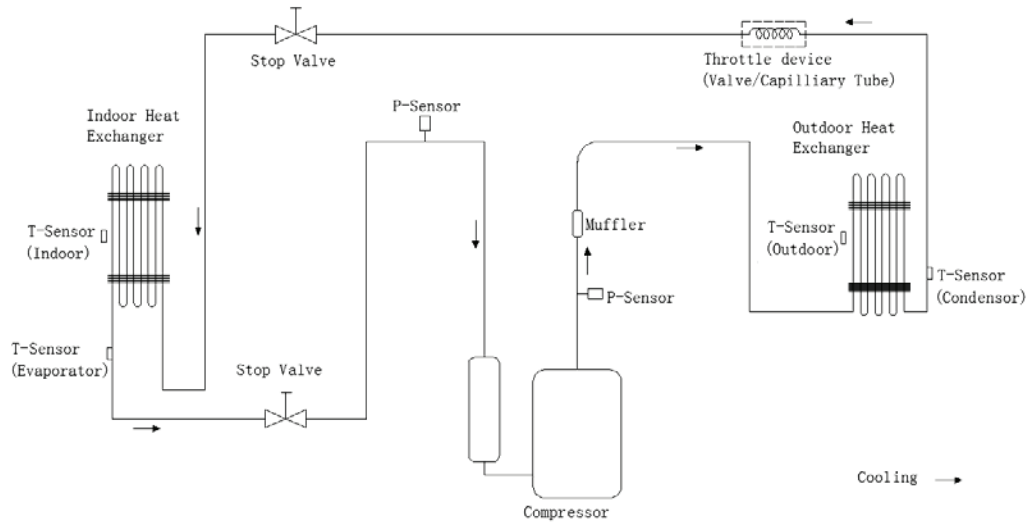 Stop Valve
Throttle device
(Valve/Capilliary Tube)
P-Sensor
Indoor Heat
Exchanger
Outdoor Heat
Exchanger
T-Sensor
(Indoor)
Muffler
T-Sensor
(Outdoor)
P-Sensor
T-Sensor
(Condensor)
T-Sensor
(Evaporator)
Stop Valve
Cooling
Compressor